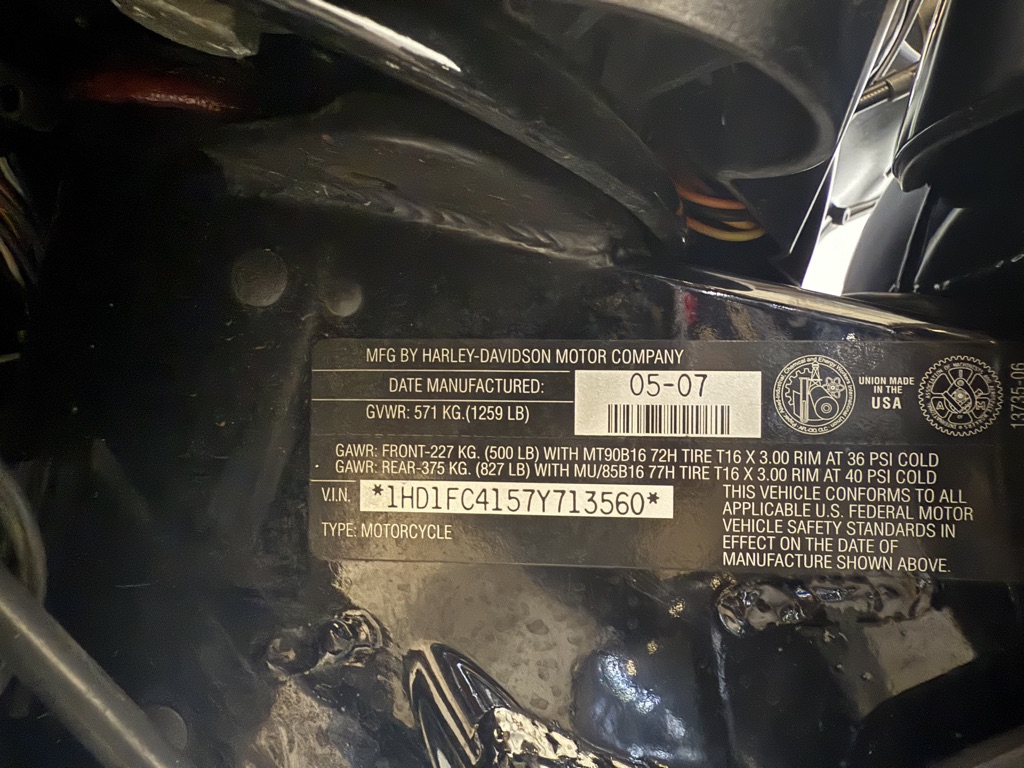 MFG BY HARLEY-DAVIDSON MOTOR COMPANY
DATE MANUFACTURED:
05-07
GVWR: 571 KG.(1259 LB)
UNION MADE
IN THE
USA
13735-06
GAWR: FRONT-227 KG. (500 LB) WITH MT90B16 72H TIRE T16 X 3.00 RIM AT 36 PSI COLD
GAWR: REAR-375 KG. (827 LB) WITH MU/85B16 77H TIRE T16 X 3.00 RIM AT 40 PSI COLD
V.I.N. *1HD1FC4157Y713560*
TYPE: MOTORCYCLE
THIS VEHICLE CONFORMS TO ALL
APPLICABLE U.S. FEDERAL MOTOR
VEHICLE SAFETY STANDARDS IN
EFFECT ON THE DATE OF
MANUFACTURE SHOWN ABOVE.